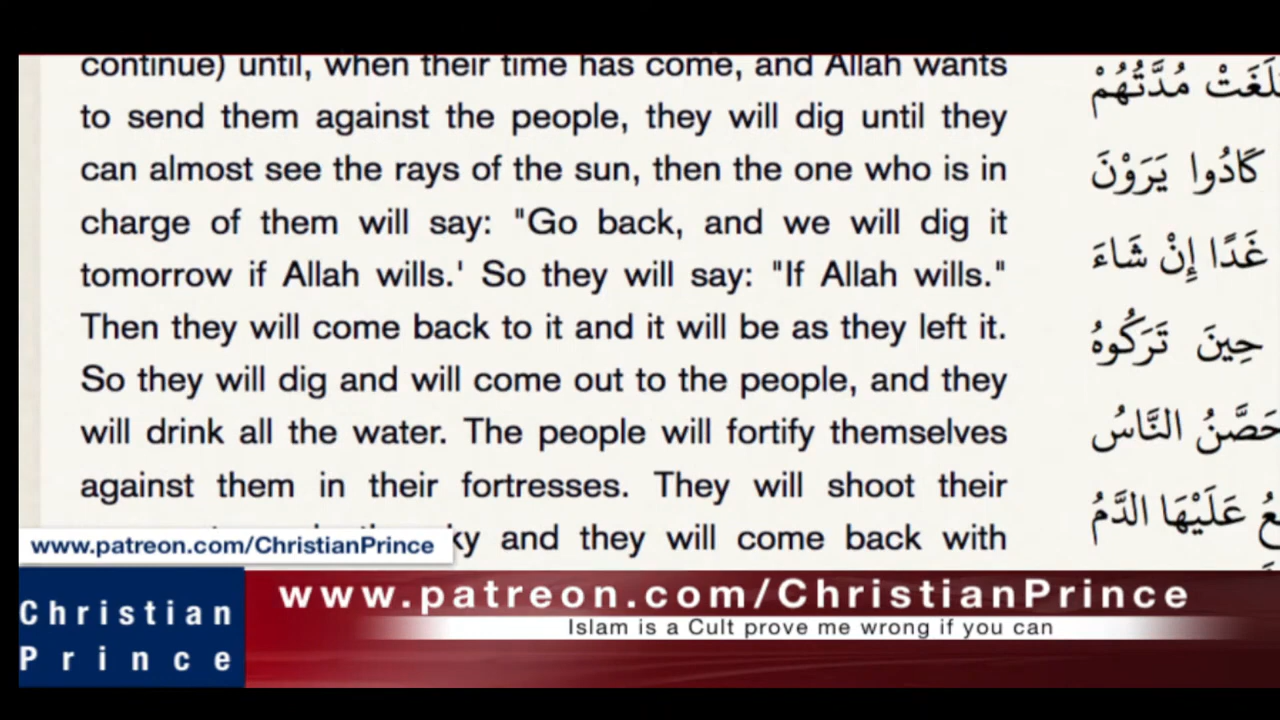 continue) until, when their time has come, and Allah wants
to send them against the people, they will dig until they
can almost see the rays of the sun, then the one who is in
charge of them will say: "Go back, and we will dig it
tomorrow if Allah wills.' So they will say: "If Allah wills."
Then they will come back to it and it will be as they left it.
So they will dig and will come out to the people, and they
will drink all the water. The people will fortify themselves
against them in their fortresses. They will shoot their
and they will come back with
مُدَّتُهُمْ
كَادُوا يَرَوْنَ
غَدًا إِنْ شَاءَ
حِينَ تَرَكُوهُ
النَّاسُ
عَلَيْهَا الدَّمُ
www.patreon.com/ChristianPrince
Christian
Prince
www.patreon.com/ChristianPrince
Islam is a Cult prove me wrong if you can